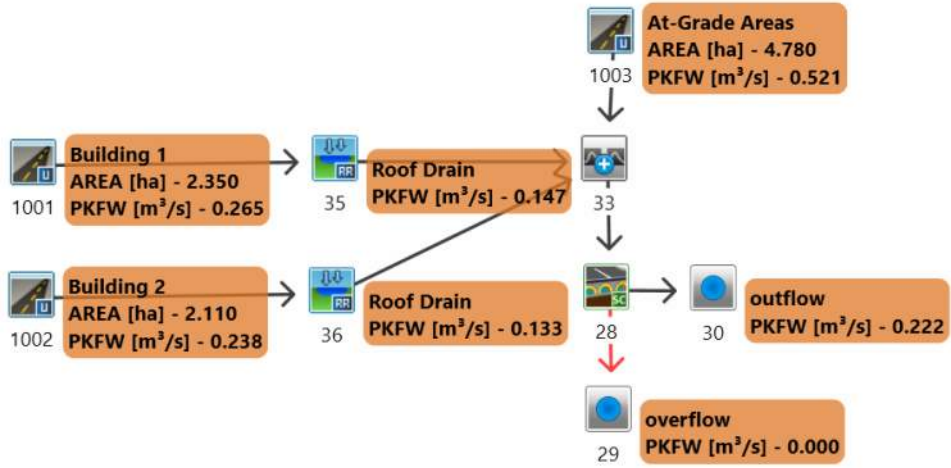 At-Grade Areas
AREA [ha] - 4.780
PKFW [m³/s] - 0.521
U
1003
Building 1
AREA [ha] - 2.350
PKFW [m³/s] - 0.265
U
1001
RR
35
Roof Drain
PKFW [m³/s] - 0.147
33
Building 2
AREA [ha] - 2.110
PKFW [m³/s] - 0.238
U
1002
RR
36
Roof Drain
PKFW [m³/s] - 0.133
SC
28
30
outflow
PKFW [m³/s] - 0.222
29
overflow
PKFW [m³/s] - 0.000